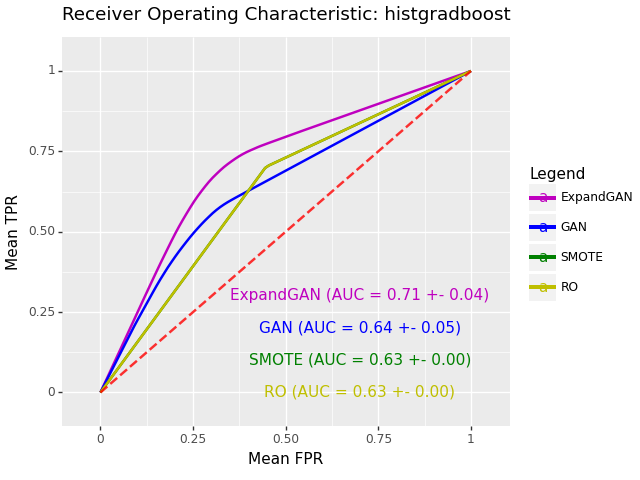 Receiver Operating Characteristic: histgradboost
1
0.75
0.50
0.25
0
Mean TPR
ExpandGAN (AUC = 0.71 +- 0.04)
GAN (AUC = 0.64 +- 0.05)
SMOTE (AUC = 0.63 +- 0.00)
RO (AUC = 0.63 +- 0.00)
0 0.25 0.50 0.75 1
Mean FPR
Legend
a ExpandGAN
a GAN
a SMOTE
a RO